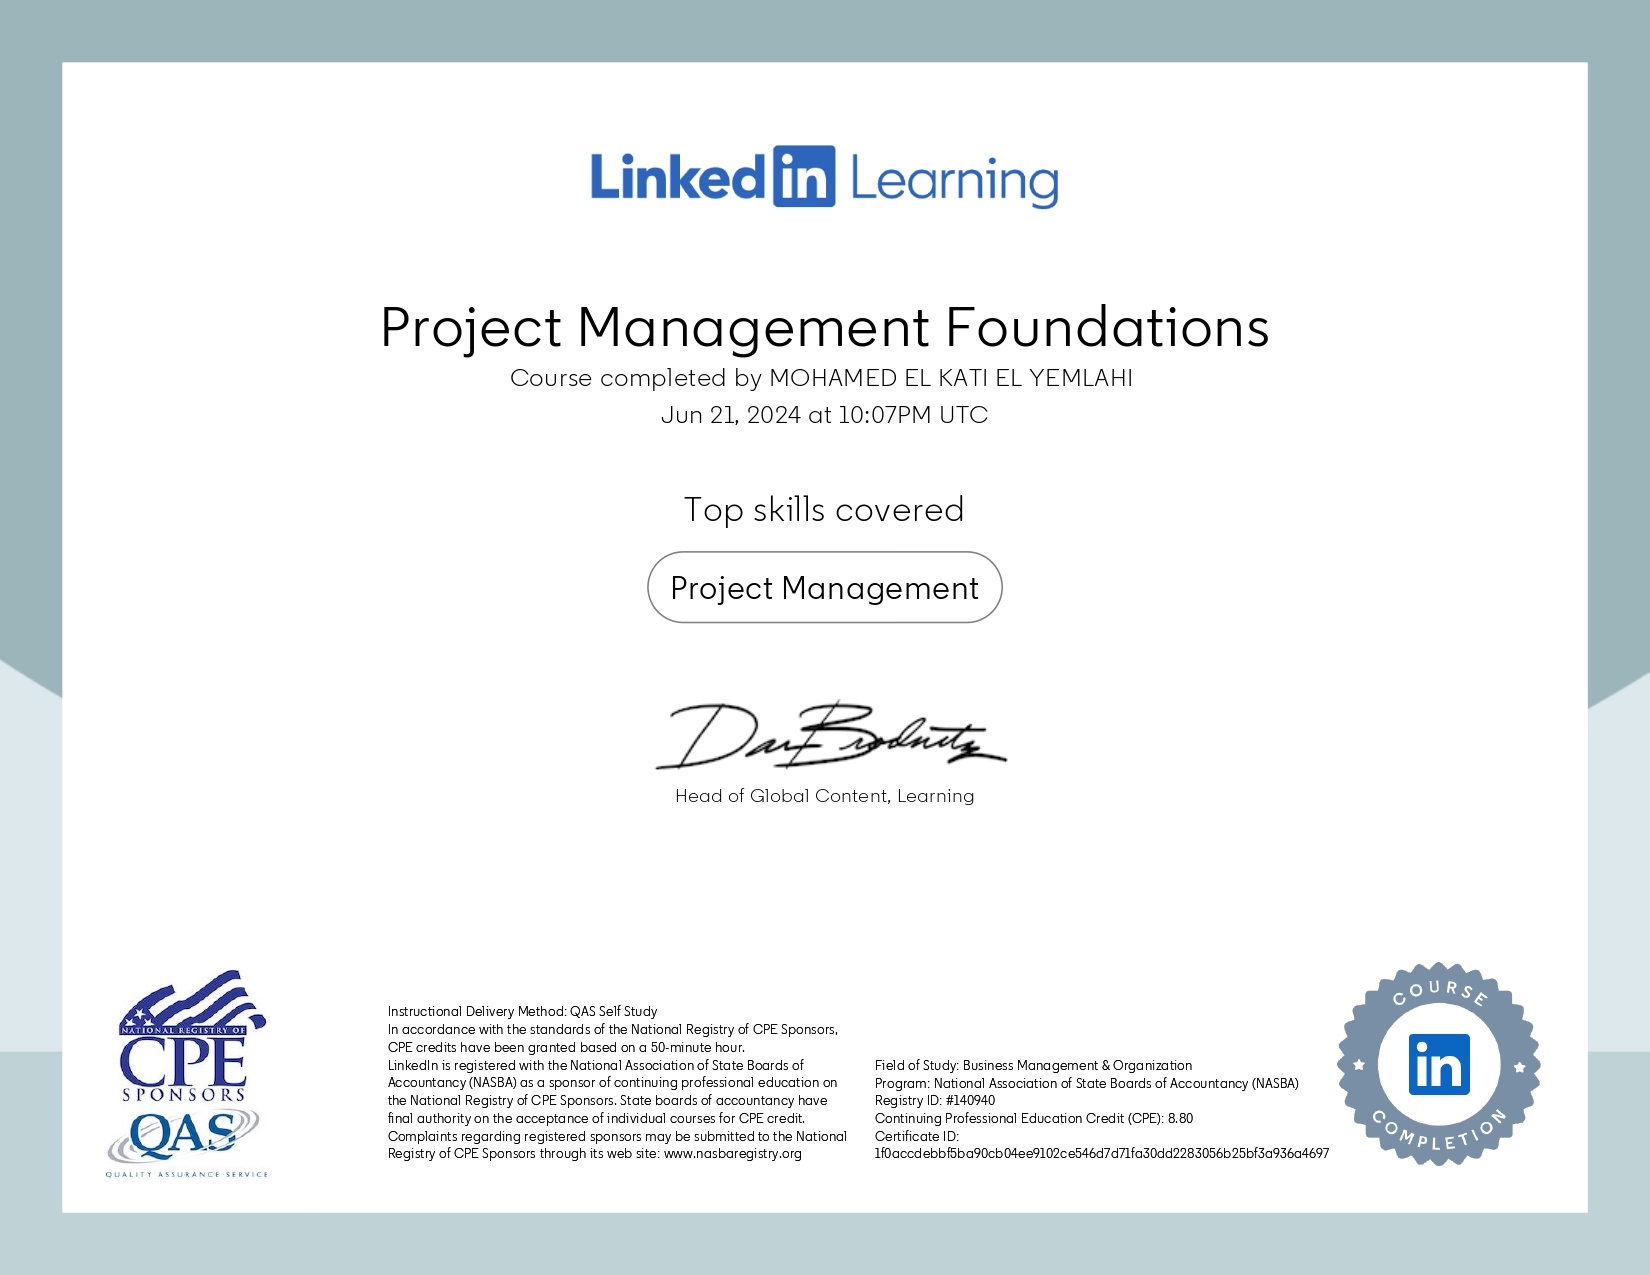 LinkedIn Learning
Project Management Foundations
Course completed by MOHAMED EL KATI EL YEMLAHI
Jun 21, 2024 at 10:07PM UTC
Top skills covered
Project Management
Dan Brodnitz
Head of Global Content, Learning
NATIONAL REGISTRY OF
CPE
SPONSORS
QAS
QUALITY ASSURANCE SERVICE
Instructional Delivery Method: QAS Self Study
In accordance with the standards of the National Registry of CPE Sponsors,
CPE credits have been granted based on a 50-minute hour.
LinkedIn is registered with the National Association of State Boards of
Accountancy (NASBA) as a sponsor of continuing professional education on
the National Registry of CPE Sponsors. State boards of accountancy have
final authority on the acceptance of individual courses for CPE credit.
Complaints regarding registered sponsors may be submitted to the National
Registry of CPE Sponsors through its web site: www.nasbaregistry.org
Field of Study: Business Management & Organization
Program: National Association of State Boards of Accountancy (NASBA)
Registry ID: #140940
Continuing Professional Education Credit (CPE): 8.80
Certificate ID:
1f0accdebbf5ba90cb04ee9102ce546d7d71fa30dd2283056b25bf3a936a4697
COURSE
in
COMPLETION